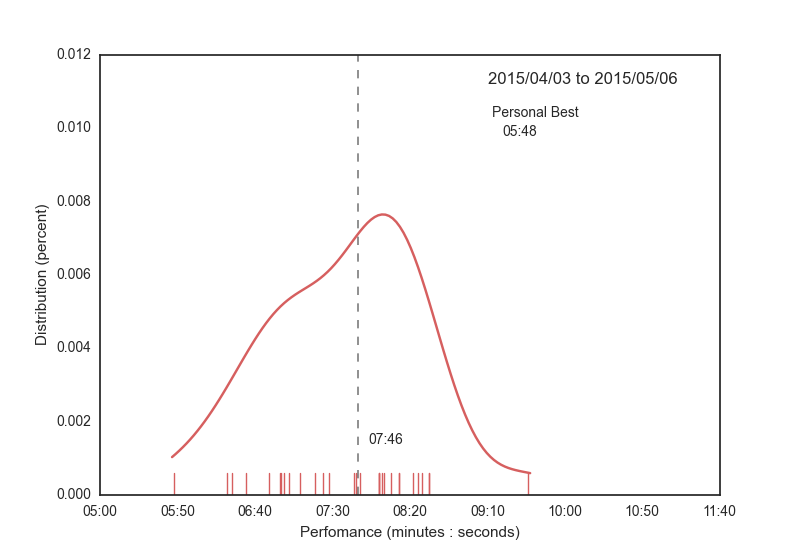 0.012
2015/04/03 to 2015/05/06
Personal Best
05:48
0.010
0.008
0.006
0.004
0.002
0.000
Distribution (percent)
07:46
05:00 05:50 06:40 07:30 08:20 09:10 10:00 10:50 11:40
Perfomance (minutes : seconds)